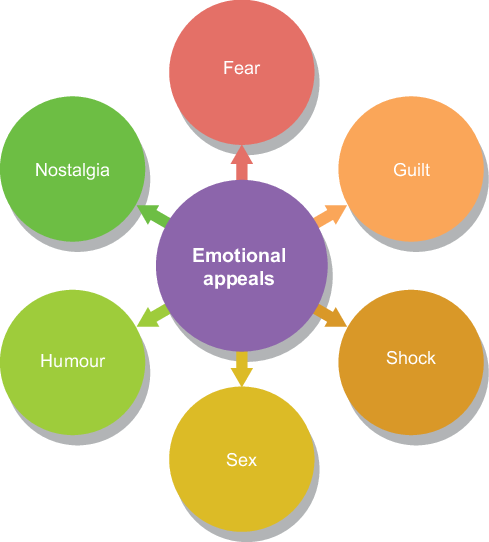 Fear
Nostalgia
Guilt
Emotional
appeals
Humour
Shock
Sex